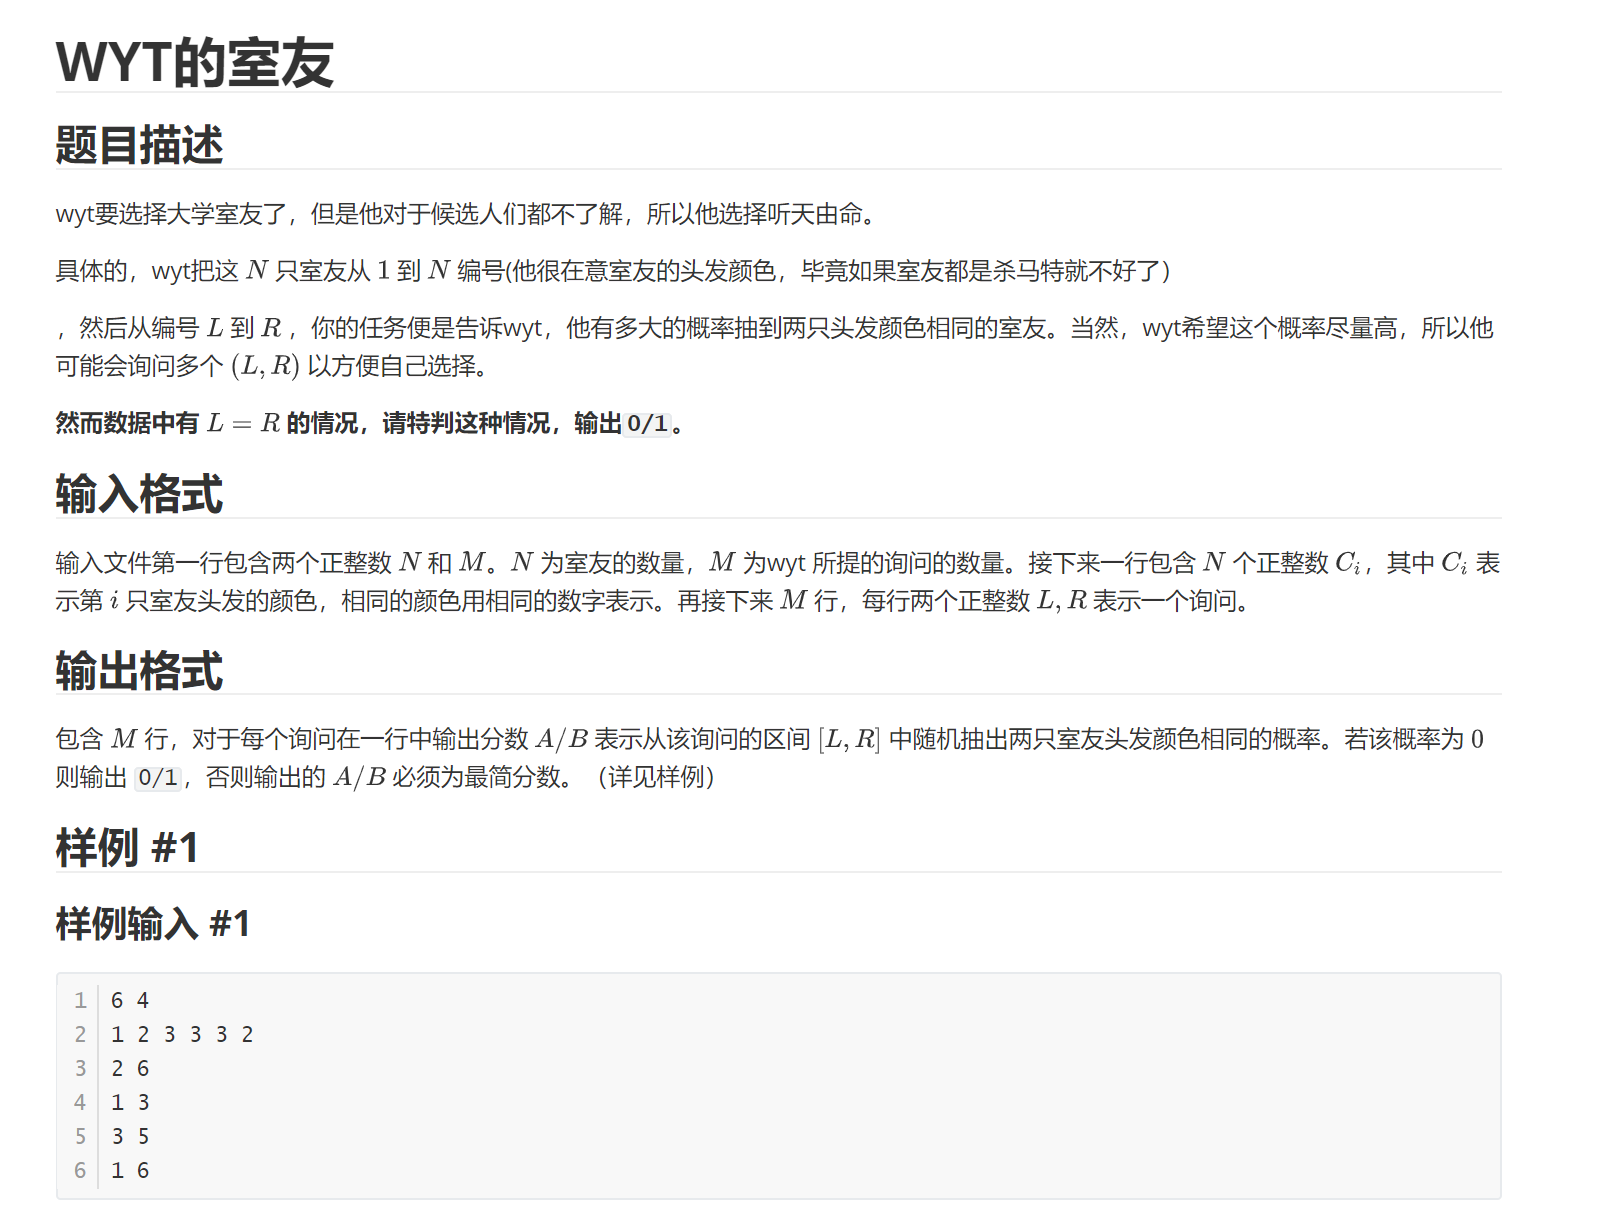 WYT的室友
题目描述
wyt要选择大学室友了，但是他对于候选人们都不了解，所以他选择听天由命。
具体的，wyt把这 N 只室友从 1 到 N 编号(他很在意室友的头发颜色，毕竟如果室友都是杀马特就不好了）
，然后从编号 L 到 R ，你的任务便是告诉wyt，他有多大的概率抽到两只头发颜色相同的室友。当然，wyt希望这个概率尽量高，所以他
可能会询问多个 (L, R) 以方便自己选择。
然而数据中有 L = R 的情况，请特判这种情况，输出 0/1 。
输入格式
输入文件第一行包含两个正整数 N 和 M。N 为室友的数量，M 为wyt 所提的询问的数量。接下来一行包含 N 个正整数 C_i，其中 C_i 表
示第 i 只室友头发的颜色，相同的颜色用相同的数字表示。再接下来 M 行，每行两个正整数 L, R 表示一个询问。
输出格式
包含 M 行，对于每个询问在一行中输出分数 A/B 表示从该询问的区间 [L, R] 中随机抽出两只室友头发颜色相同的概率。若该概率为 0
则输出 0/1 ，否则输出的 A/B 必须为最简分数。（详见样例）
样例 #1
样例输入 #1
1 6 4
2 1 2 3 3 3 2
3 2 6
4 1 3
5 3 5
6 1 6